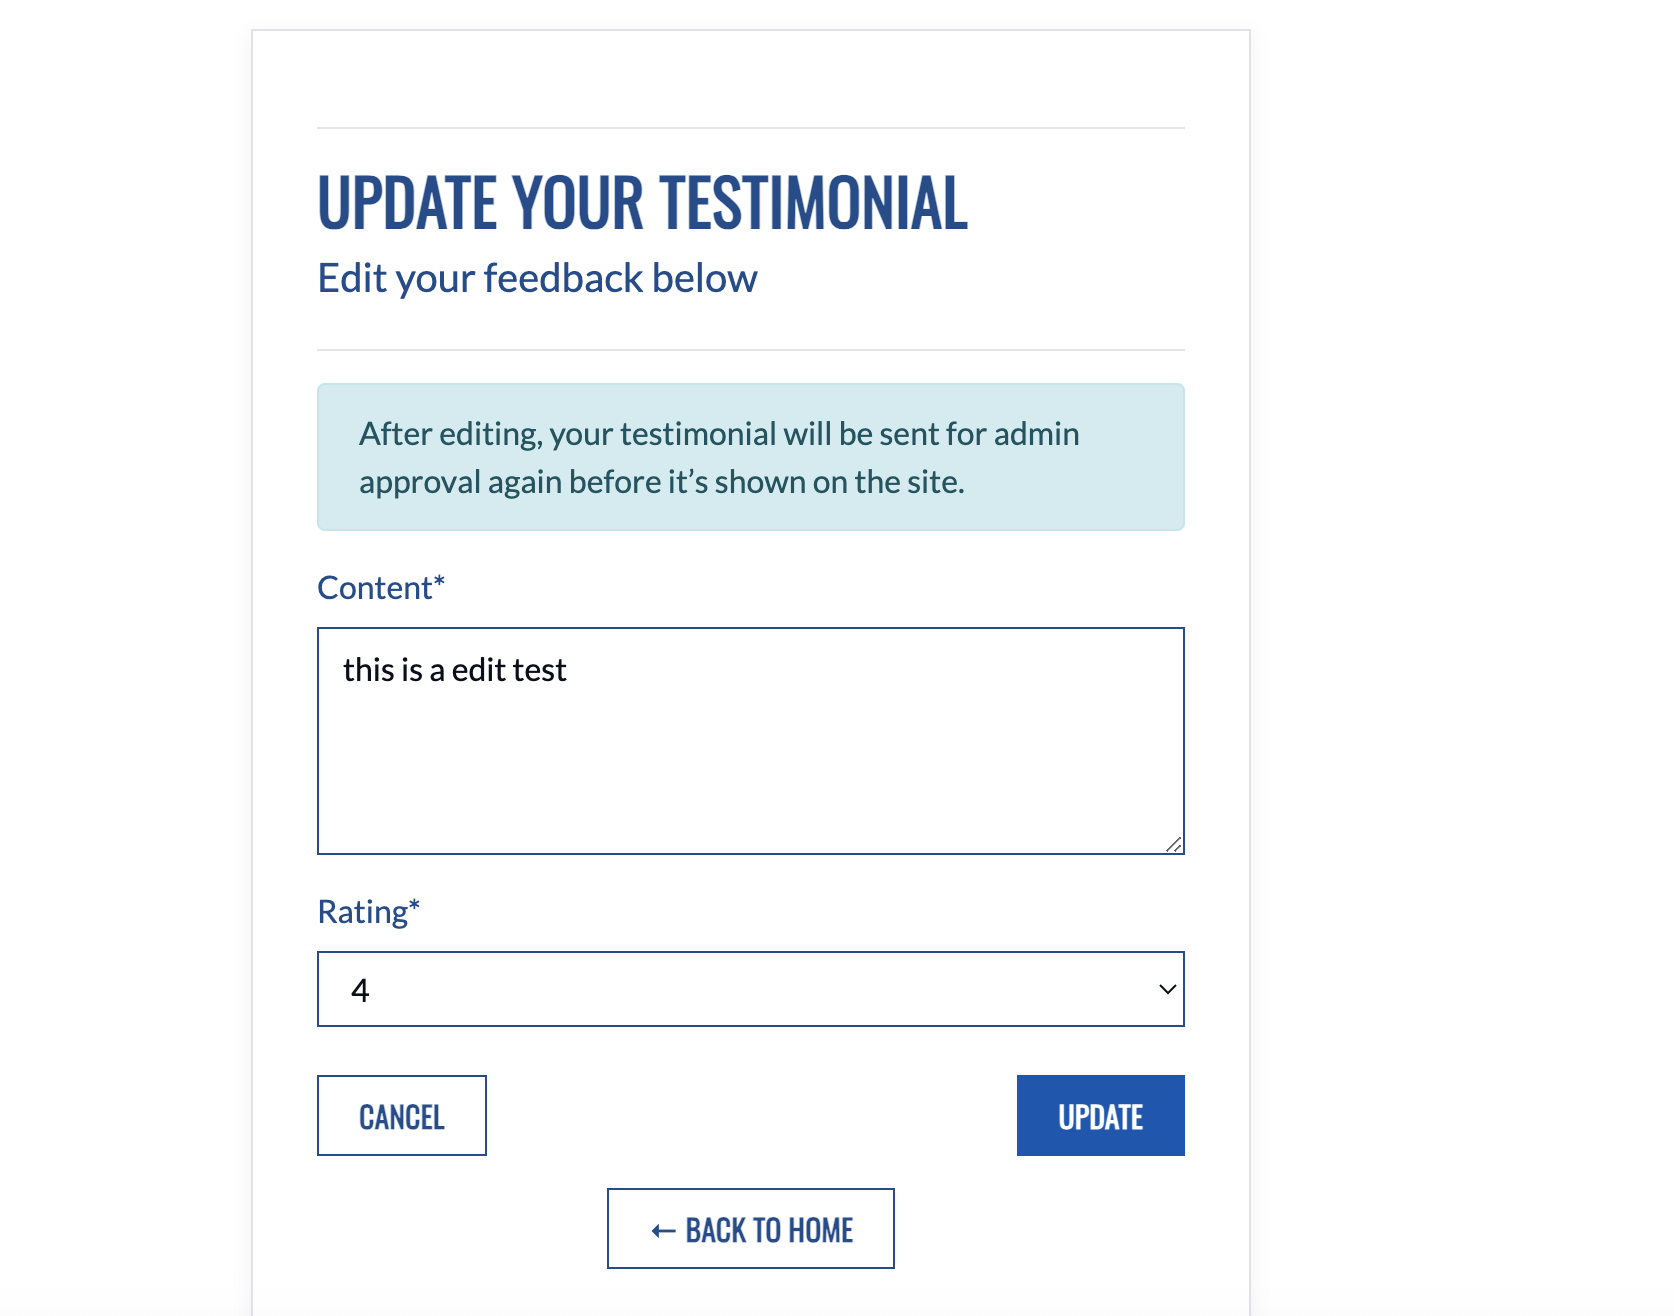 UPDATE YOUR TESTIMONIAL
Edit your feedback below
After editing, your testimonial will be sent for admin
approval again before it’s shown on the site.
Content*
this is a edit test
Rating*
4
CANCEL
UPDATE
← BACK TO HOME